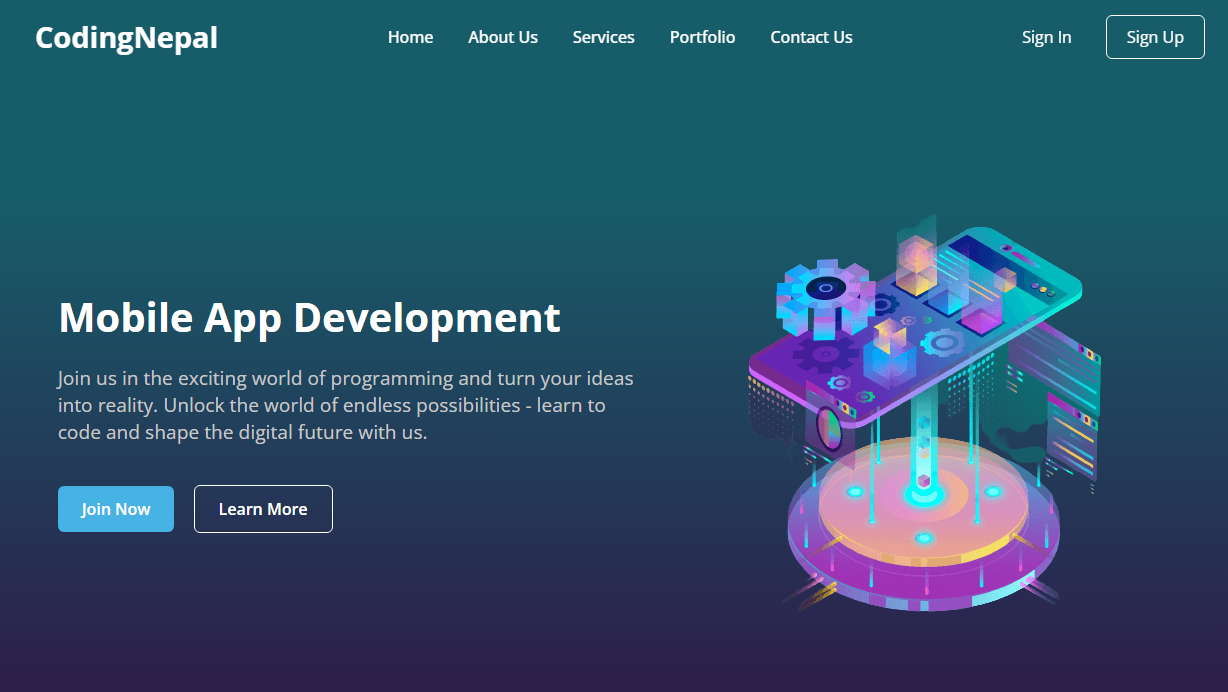 CodingNepal
Home
About Us
Services
Portfolio
Contact Us
Sign In
Sign Up
Mobile App Development
Join us in the exciting world of programming and turn your ideas
into reality. Unlock the world of endless possibilities - learn to
code and shape the digital future with us.
Join Now
Learn More